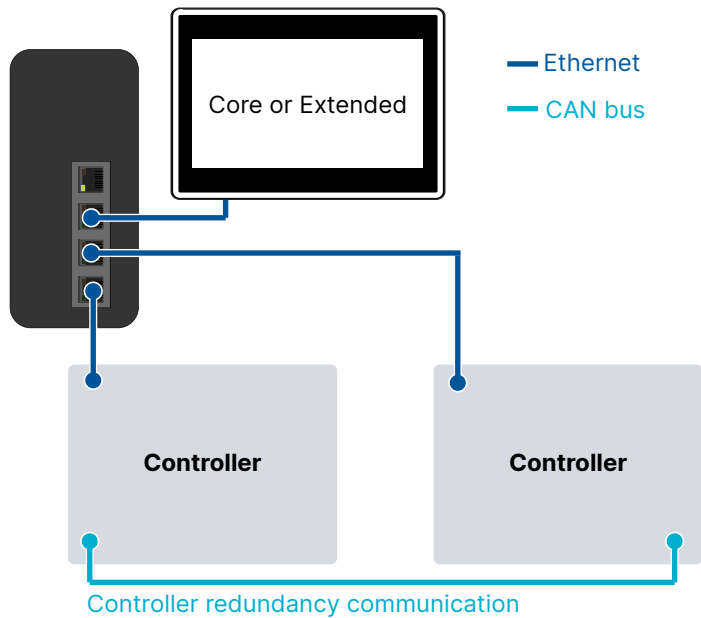 Core or Extended
Ethernet
CAN bus
Controller
Controller
Controller redundancy communication